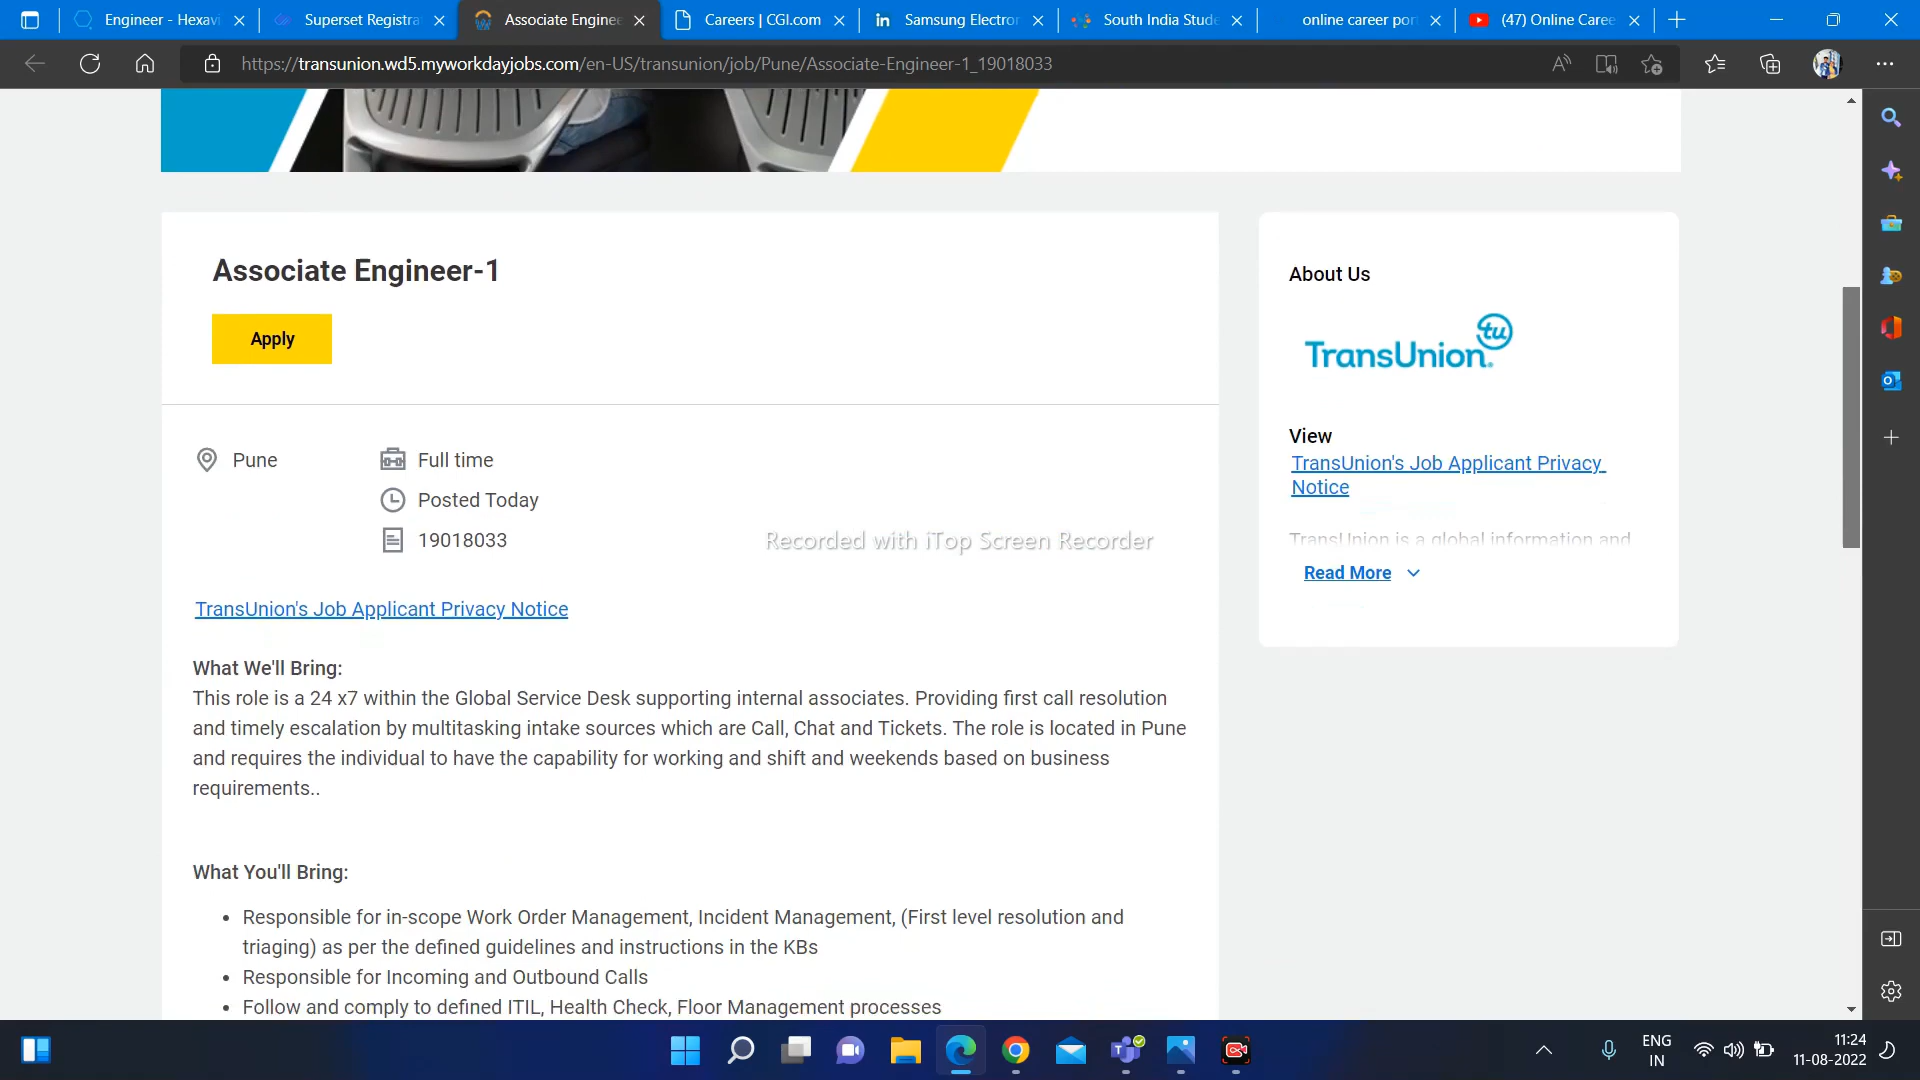 Engineer - Hexavi
Superset Registra
Associate Enginee
Careers | CGI.com
Samsung Electror
South India Stude
online career por
(47) Online Caree
https://transunion.wd5.myworkdayjobs.com/en-US/transunion/job/Pune/Associate-Engineer-1_19018033
Associate Engineer-1
Apply
Pune
Full time
Posted Today
19018033
TransUnion's Job Applicant Privacy Notice
What We'll Bring:
This role is a 24 x7 within the Global Service Desk supporting internal associates. Providing first call resolution
and timely escalation by multitasking intake sources which are Call, Chat and Tickets. The role is located in Pune
and requires the individual to have the capability for working and shift and weekends based on business
requirements..
What You'll Bring:
• Responsible for in-scope Work Order Management, Incident Management, (First level resolution and
triaging) as per the defined guidelines and instructions in the KBs
• Responsible for Incoming and Outbound Calls
• Follow and comply to defined ITIL, Health Check, Floor Management processes
About Us
tu
TransUnion.
View
TransUnion's Job Applicant Privacy
Notice
TransUnion is a global information and
Read More
Recorded with iTop Screen Recorder
ENG
IN
11:24
11-08-2022